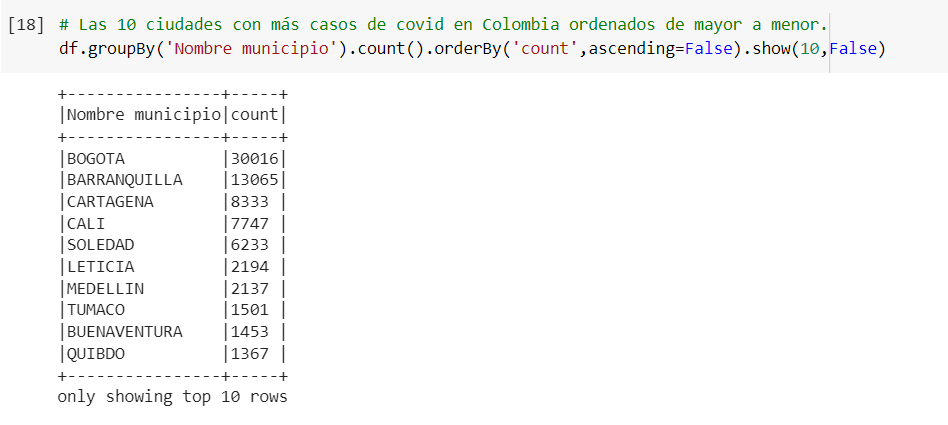 [18] # Las 10 ciudades con más casos de covid en Colombia ordenados de mayor a menor.
df.groupBy('Nombre municipio').count().orderBy('count',ascending=False).show(10,False)
+----------------+-----+
|Nombre municipio|count|
+----------------+-----+
|BOGOTA          |30016|
|BARRANQUILLA    |13065|
|CARTAGENA       |8333 |
|CALI            |7747 |
|SOLEDAD         |6233 |
|LETICIA         |2194 |
|MEDELLIN        |2137 |
|TUMACO          |1501 |
|BUENAVENTURA    |1453 |
|QUIBDO          |1367 |
+----------------+-----+
only showing top 10 rows